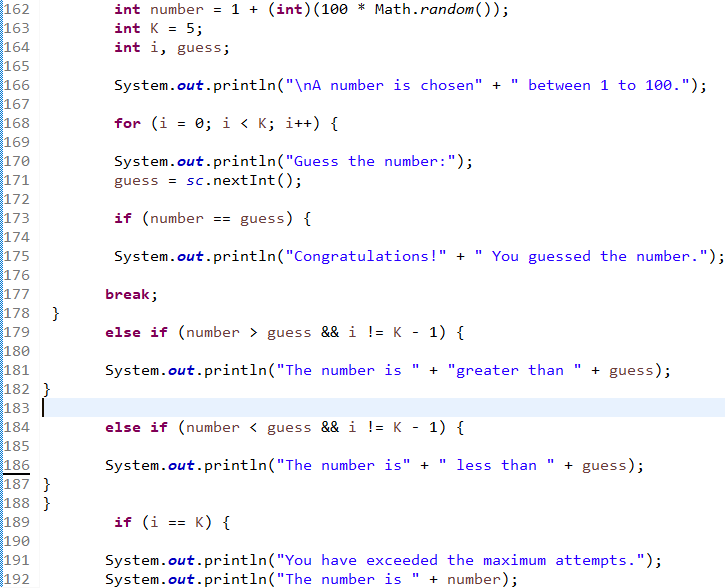 162 int number = 1 + (int)(100 * Math.random());
163 int K = 5;
164 int i, guess;
165
166 System.out.println("\nA number is chosen" + " between 1 to 100.");
167
168 for (i = 0; i < K; i++) {
169
170 System.out.println("Guess the number:");
171 guess = sc.nextInt();
172
173 if (number == guess) {
174
175 System.out.println("Congratulations!" + " You guessed the number.");
176
177 break;
178 }
179 else if (number > guess && i != K - 1) {
180
181 System.out.println("The number is " + "greater than " + guess);
182 }
183
184 else if (number < guess && i != K - 1) {
185
186 System.out.println("The number is" + " less than " + guess);
187 }
188 }
189 if (i == K) {
190
191 System.out.println("You have exceeded the maximum attempts.");
192 System.out.println("The number is " + number);